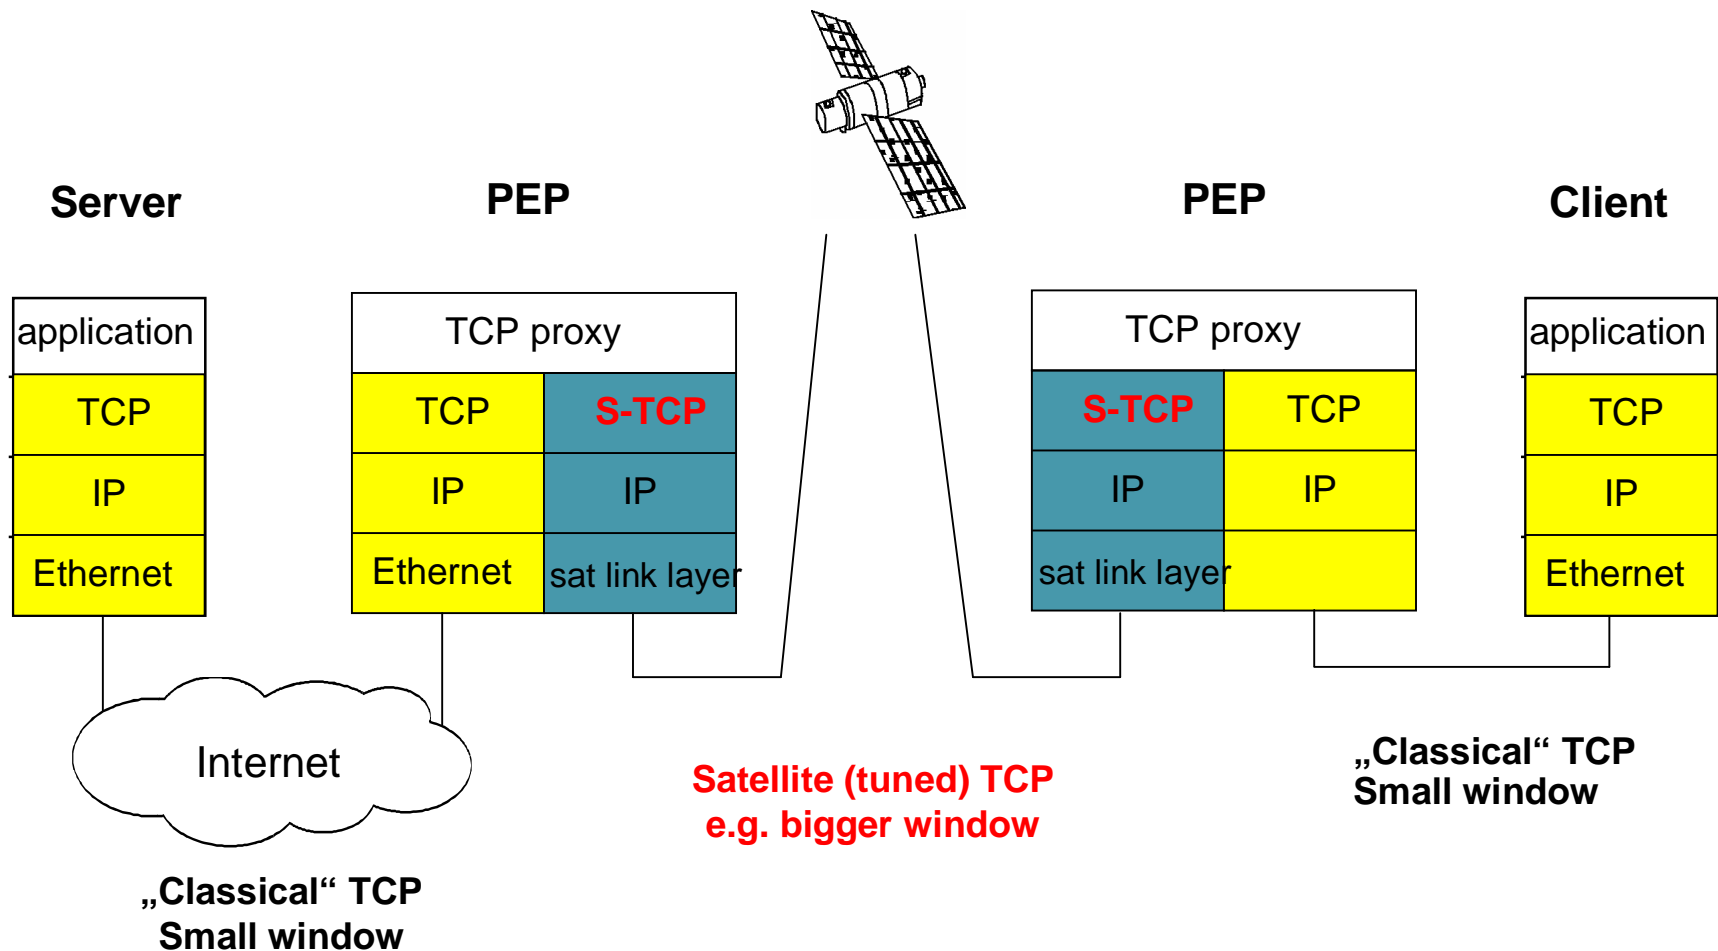 Server
PEP
PEP
Client
application
TCP
IP
Ethernet
TCP proxy
TCP
S-TCP
IP
IP
Ethernet
sat link layer
TCP proxy
S-TCP
TCP
IP
IP
sat link layer
application
TCP
IP
Ethernet
Internet
„Classical“ TCP
Small window
Satellite (tuned) TCP
e.g. bigger window
„Classical“ TCP
Small window